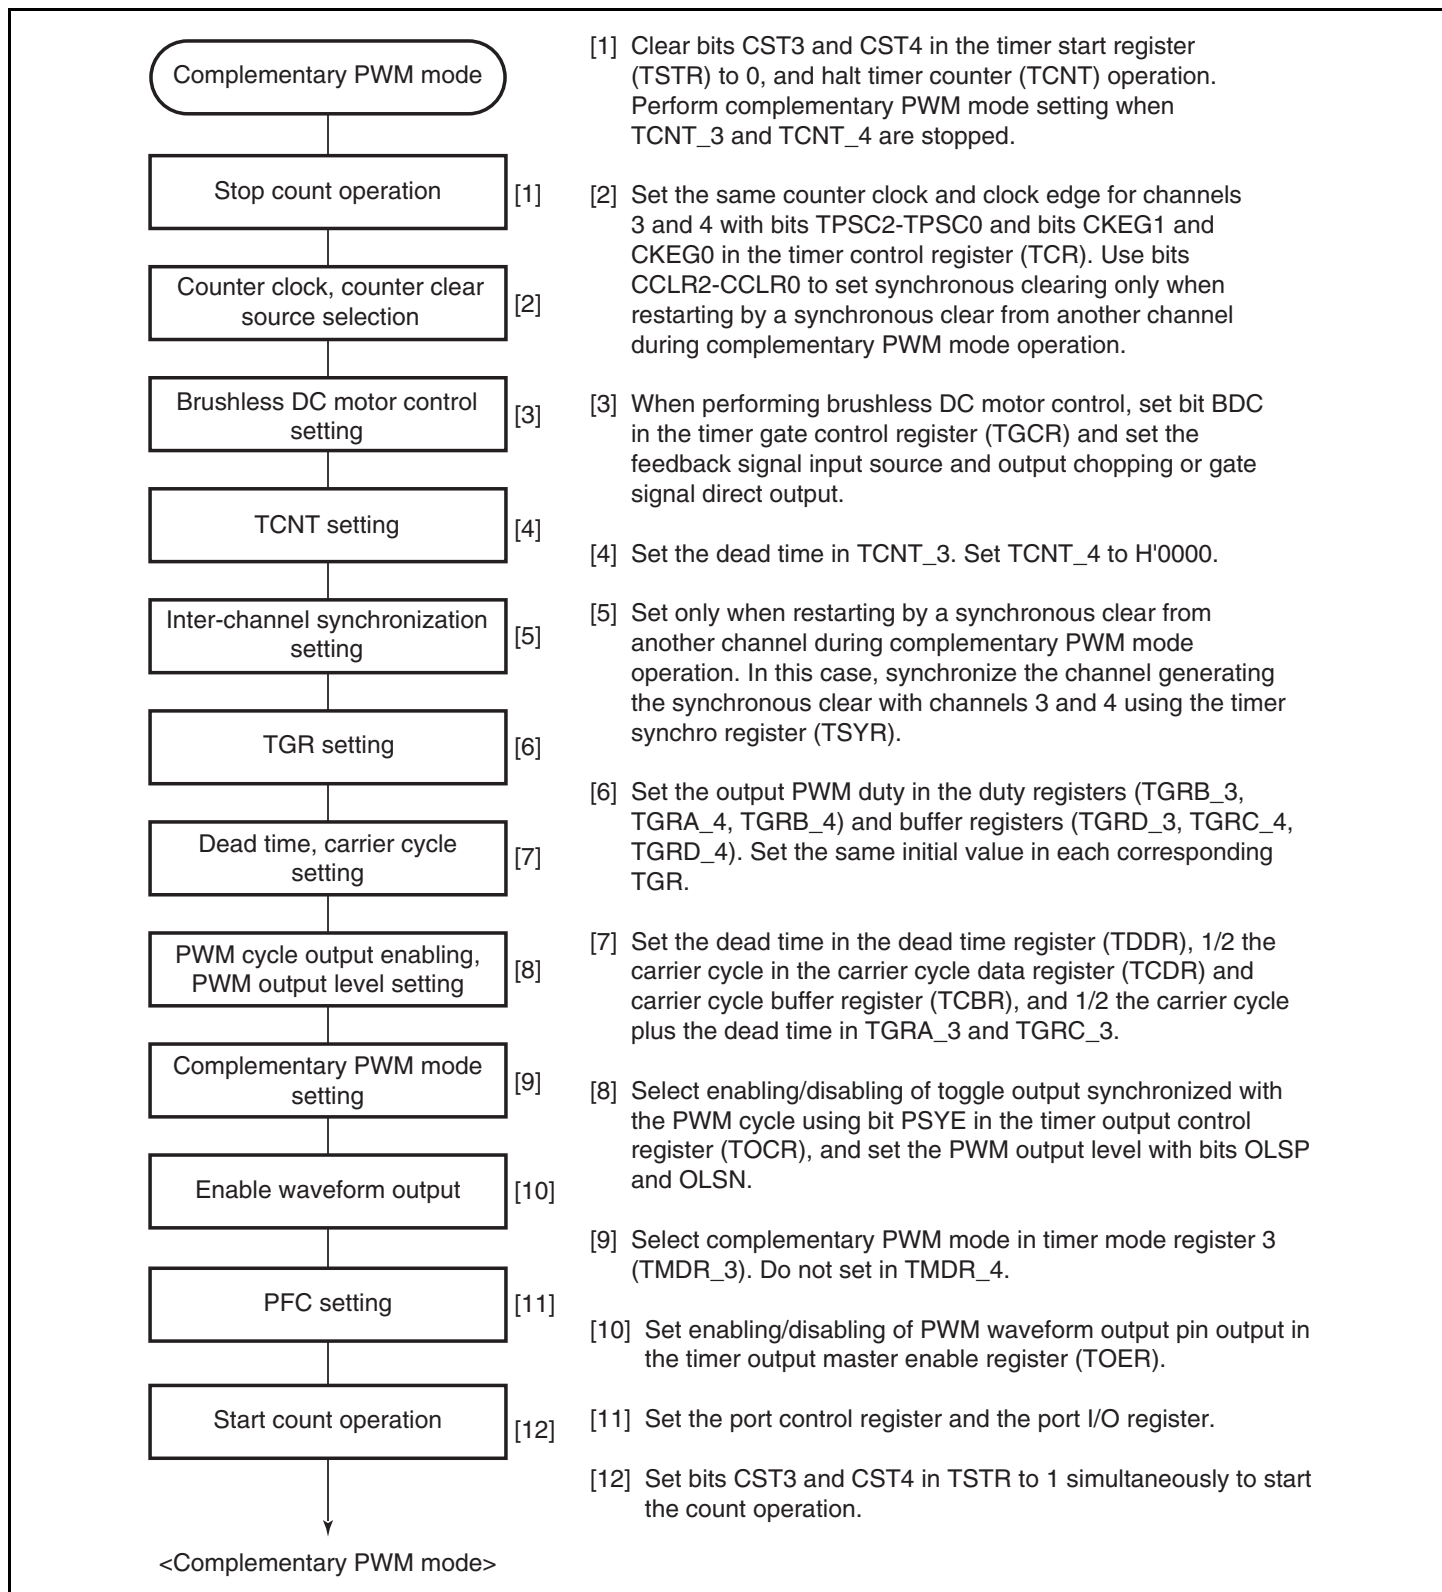 Complementary PWM mode
Stop count operation
[1]
Counter clock, counter clear
source selection
[2]
Brushless DC motor control
setting
[3]
TCNT setting
[4]
Inter-channel synchronization
setting
[5]
TGR setting
[6]
Dead time, carrier cycle
setting
[7]
PWM cycle output enabling,
PWM output level setting
[8]
Complementary PWM mode
setting
[9]
Enable waveform output
[10]
PFC setting
[11]
Start count operation
[12]
<Complementary PWM mode>
[1] Clear bits CST3 and CST4 in the timer start register
(TSTR) to 0, and halt timer counter (TCNT) operation.
Perform complementary PWM mode setting when
TCNT_3 and TCNT_4 are stopped.
[2] Set the same counter clock and clock edge for channels
3 and 4 with bits TPSC2-TPSC0 and bits CKEG1 and
CKEG0 in the timer control register (TCR). Use bits
CCLR2-CCLR0 to set synchronous clearing only when
restarting by a synchronous clear from another channel
during complementary PWM mode operation.
[3] When performing brushless DC motor control, set bit BDC
in the timer gate control register (TGCR) and set the
feedback signal input source and output chopping or gate
signal direct output.
[4] Set the dead time in TCNT_3. Set TCNT_4 to H'0000.
[5] Set only when restarting by a synchronous clear from
another channel during complementary PWM mode
operation. In this case, synchronize the channel generating
the synchronous clear with channels 3 and 4 using the timer
synchro register (TSYR).
[6] Set the output PWM duty in the duty registers (TGRB_3,
TGRA_4, TGRB_4) and buffer registers (TGRD_3, TGRC_4,
TGRD_4). Set the same initial value in each corresponding
TGR.
[7] Set the dead time in the dead time register (TDDR), 1/2 the
carrier cycle in the carrier cycle data register (TCDR) and
carrier cycle buffer register (TCBR), and 1/2 the carrier cycle
plus the dead time in TGRA_3 and TGRC_3.
[8] Select enabling/disabling of toggle output synchronized with
the PWM cycle using bit PSYE in the timer output control
register (TOCR), and set the PWM output level with bits OLSP
and OLSN.
[9] Select complementary PWM mode in timer mode register 3
(TMDR_3). Do not set in TMDR_4.
[10] Set enabling/disabling of PWM waveform output pin output in
the timer output master enable register (TOER).
[11] Set the port control register and the port I/O register.
[12] Set bits CST3 and CST4 in TSTR to 1 simultaneously to start
the count operation.